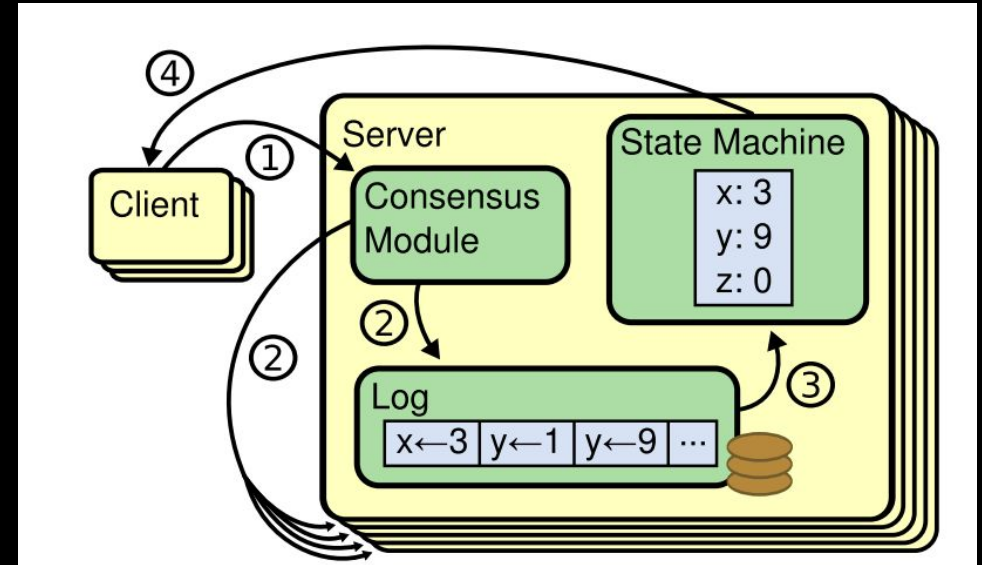 ④
①
Server
State Machine
Client
Consensus
Module
x: 3
y: 9
z: 0
②
②
③
Log
x←3 y←1 y←9 ...